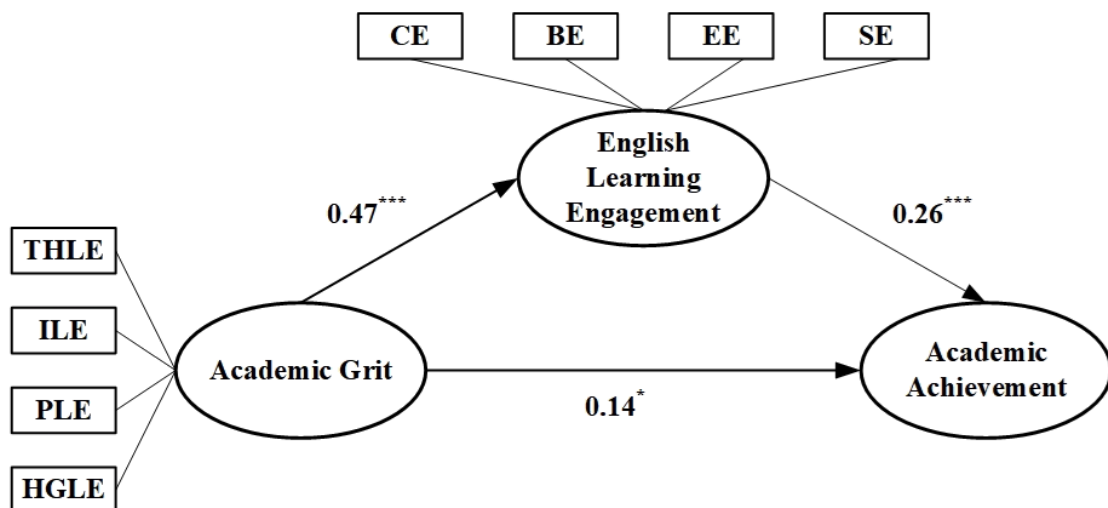 CE
BE
EE
SE
English
Learning
Engagement
0.47***
0.26***
THLE
ILE
PLE
HGLE
Academic Grit
0.14*
Academic
Achievement